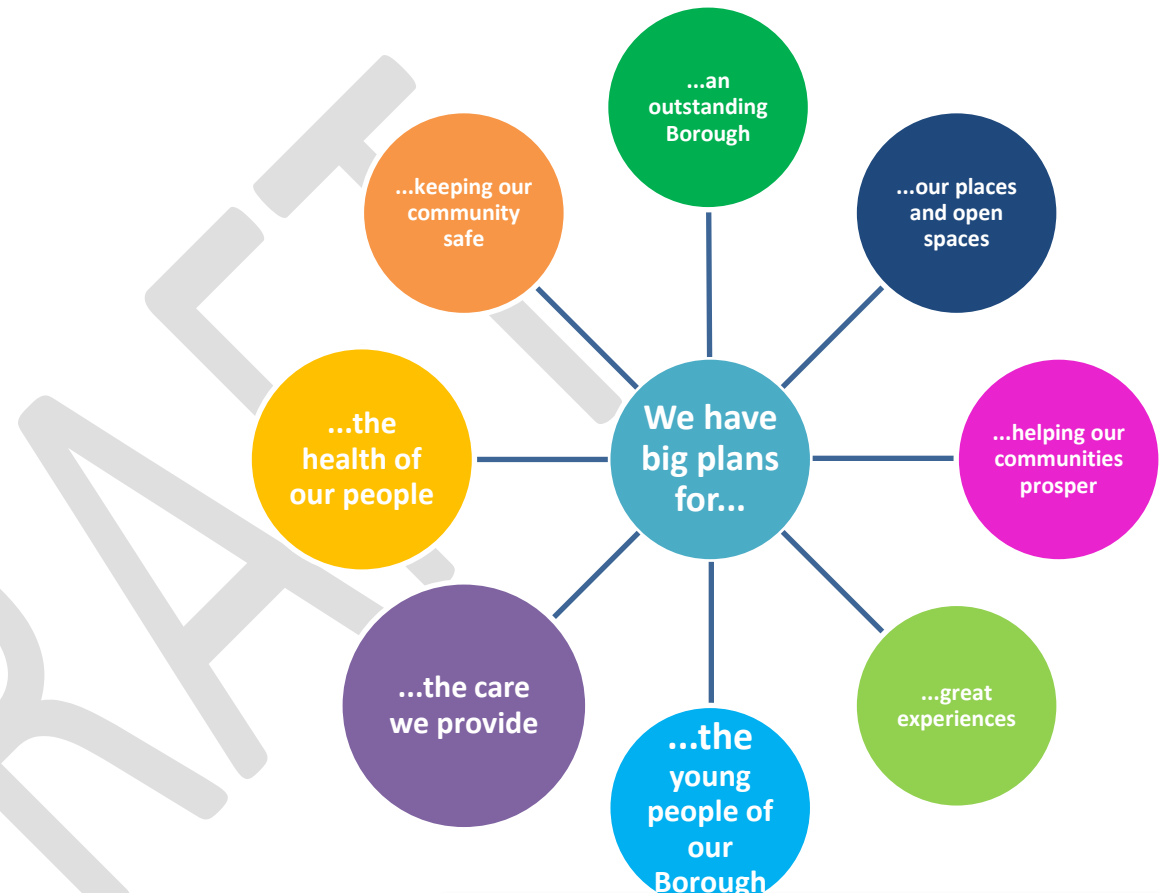 ...an
outstanding
Borough
...keeping our
community
safe
...our places
and open
spaces
...the
health of
our people
We have
big plans
for...
...helping our
communities
prosper
...the care
we provide
...great
experiences
...the
young
people of
our
Borough
RAFT